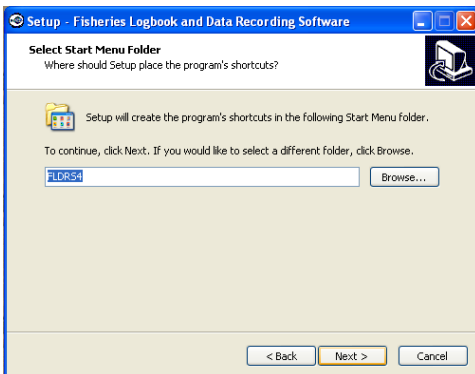 Setup - Fisheries Logbook and Data Recording Software
Select Start Menu Folder
Where should Setup place the program's shortcuts?
Setup will create the program's shortcuts in the following Start Menu folder.
To continue, click Next. If you would like to select a different folder, click Browse.
FLDRS4
Browse...
< Back
Next >
Cancel